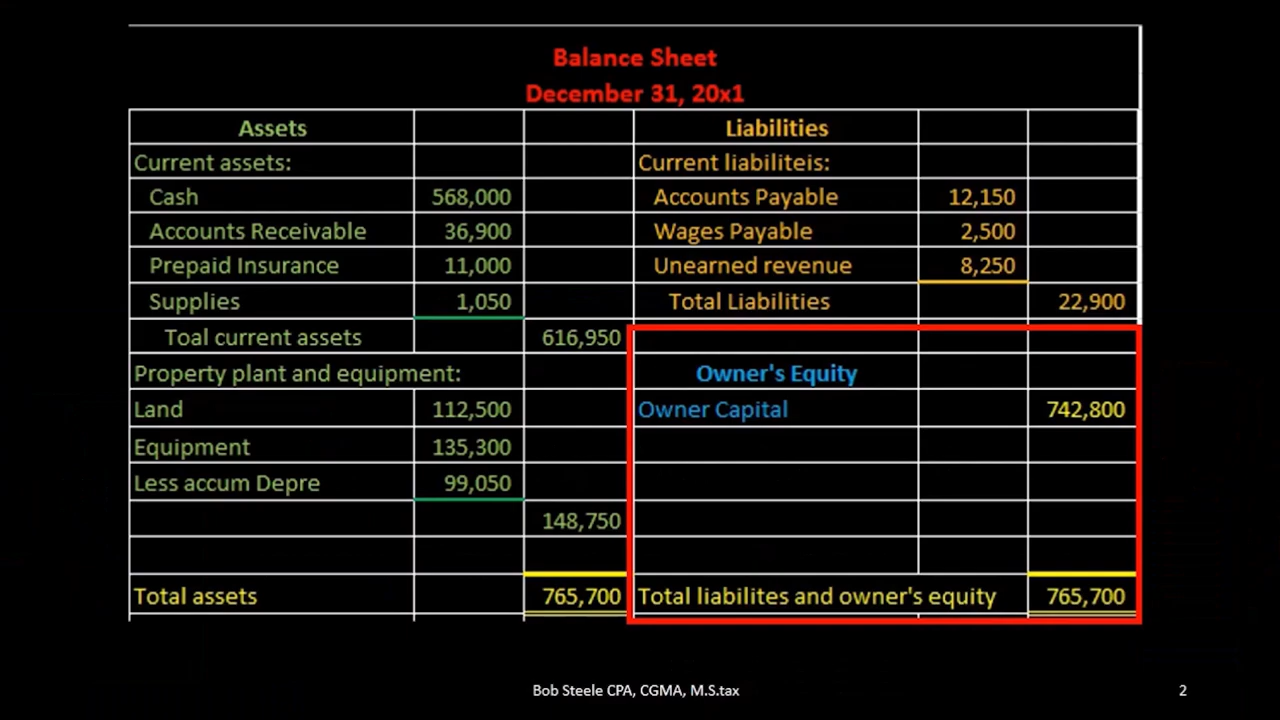 Balance Sheet
December 31, 20x1
Assets Liabilities
Current assets: Current liabiliteis:
Cash 568,000 Accounts Payable 12,150
Accounts Receivable 36,900 Wages Payable 2,500
Prepaid Insurance 11,000 Unearned revenue 8,250
Supplies 1,050 Total Liabilities 22,900
Toal current assets 616,950
Property plant and equipment: Owner's Equity
Land 112,500 Owner Capital 742,800
Equipment 135,300
Less accum Depre 99,050
148,750
Total assets 765,700 Total liabilites and owner's equity 765,700
Bob Steele CPA, CGMA, M.S.tax 2